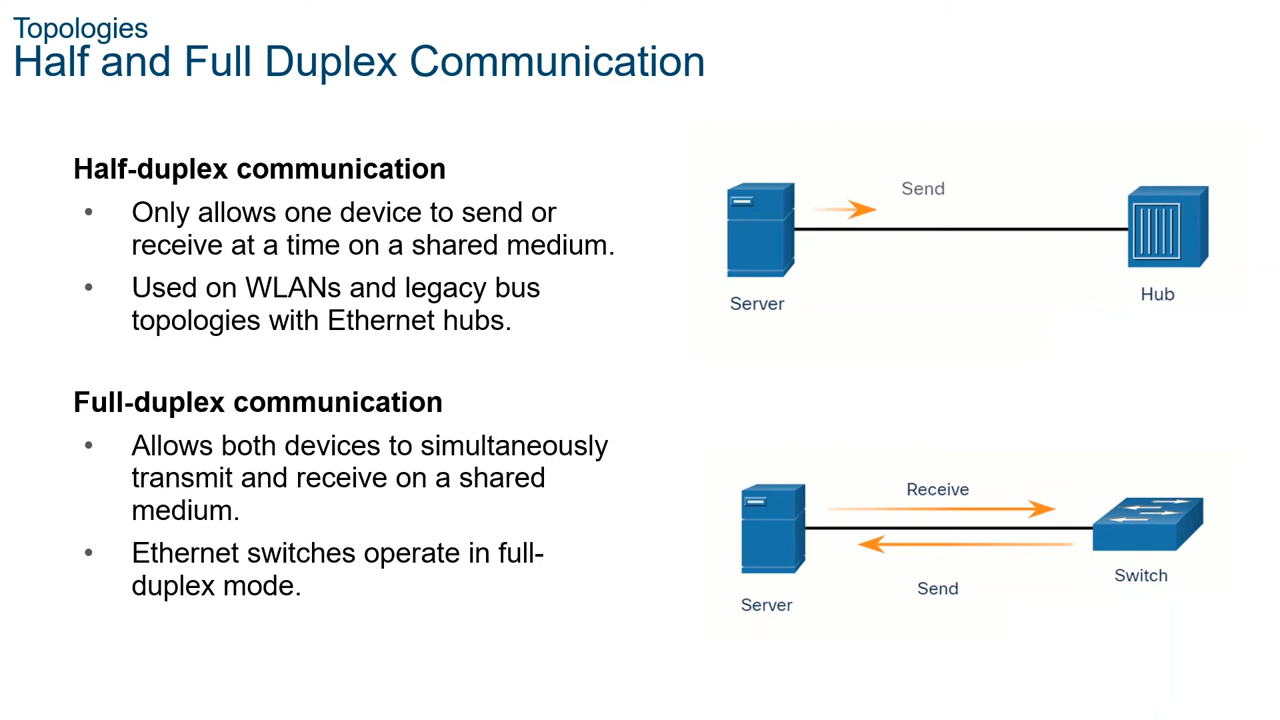 Topologies
Half and Full Duplex Communication
Half-duplex communication
• Only allows one device to send or
receive at a time on a shared medium.
• Used on WLANs and legacy bus
topologies with Ethernet hubs.
Send
Server
Hub
Full-duplex communication
• Allows both devices to simultaneously
transmit and receive on a shared
medium.
• Ethernet switches operate in full-
duplex mode.
Receive
Send
Server
Switch